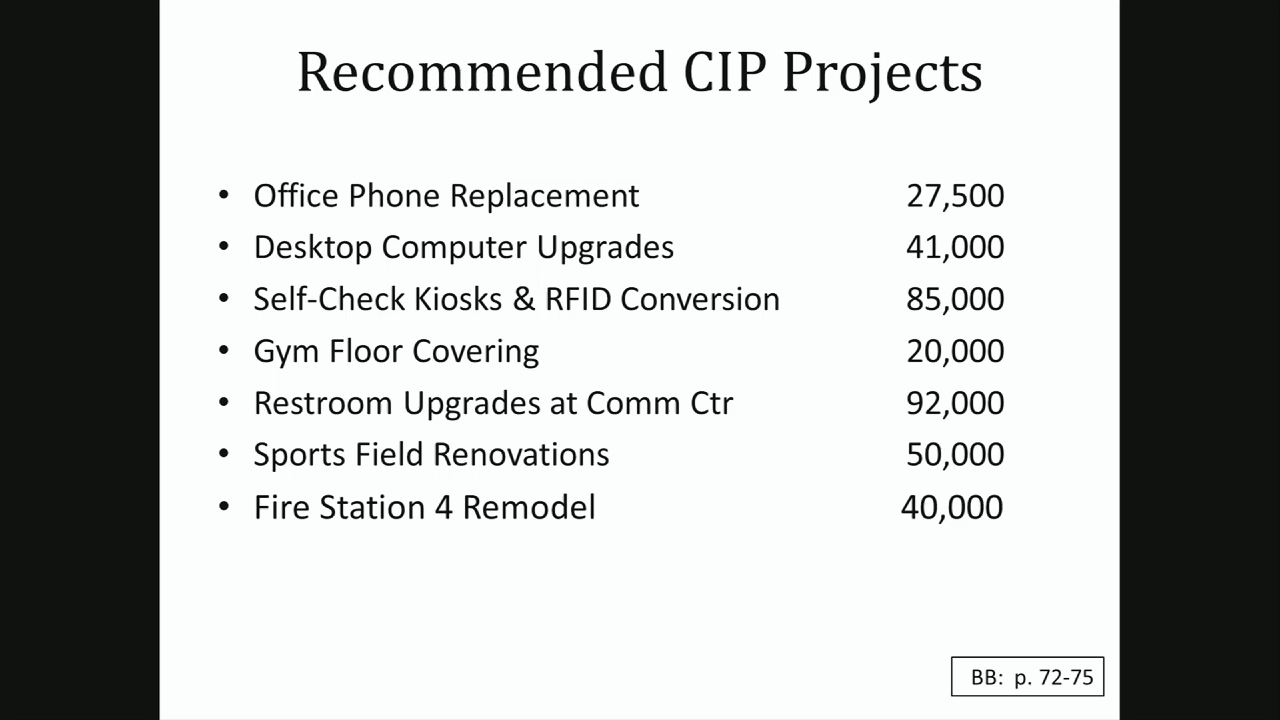 Recommended CIP Projects
• Office Phone Replacement 27,500
• Desktop Computer Upgrades 41,000
• Self-Check Kiosks & RFID Conversion 85,000
• Gym Floor Covering 20,000
• Restroom Upgrades at Comm Ctr 92,000
• Sports Field Renovations 50,000
• Fire Station 4 Remodel 40,000
BB: p. 72-75